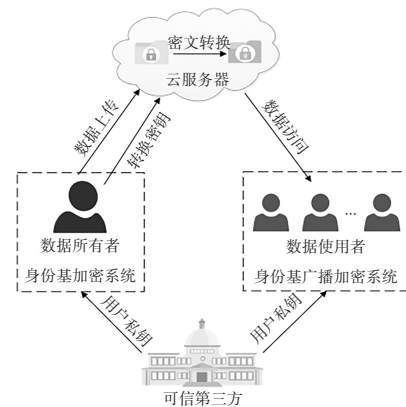 密文转换
云服务器
数据上传
转换密钥
数据访问
数据所有者
身份基加密系统
...
数据使用者
身份基广播加密系统
用户私钥
用户私钥
可信第三方